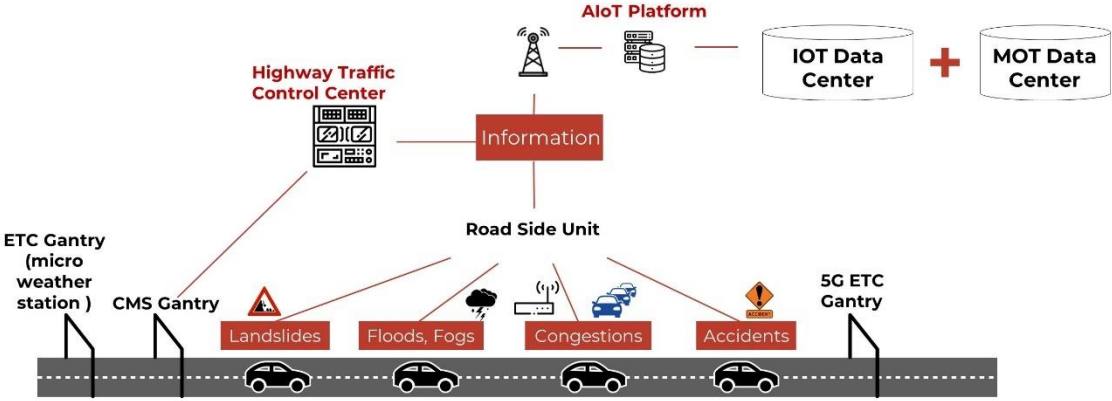 AIoT Platform
IOT Data
Center
+
MOT Data
Center
Highway Traffic
Control Center
Information
Road Side Unit
ETC Gantry
(micro
weather
station )
CMS Gantry
5G ETC
Gantry
ACCIDENT
Landslides
Floods, Fogs
Congestions
Accidents